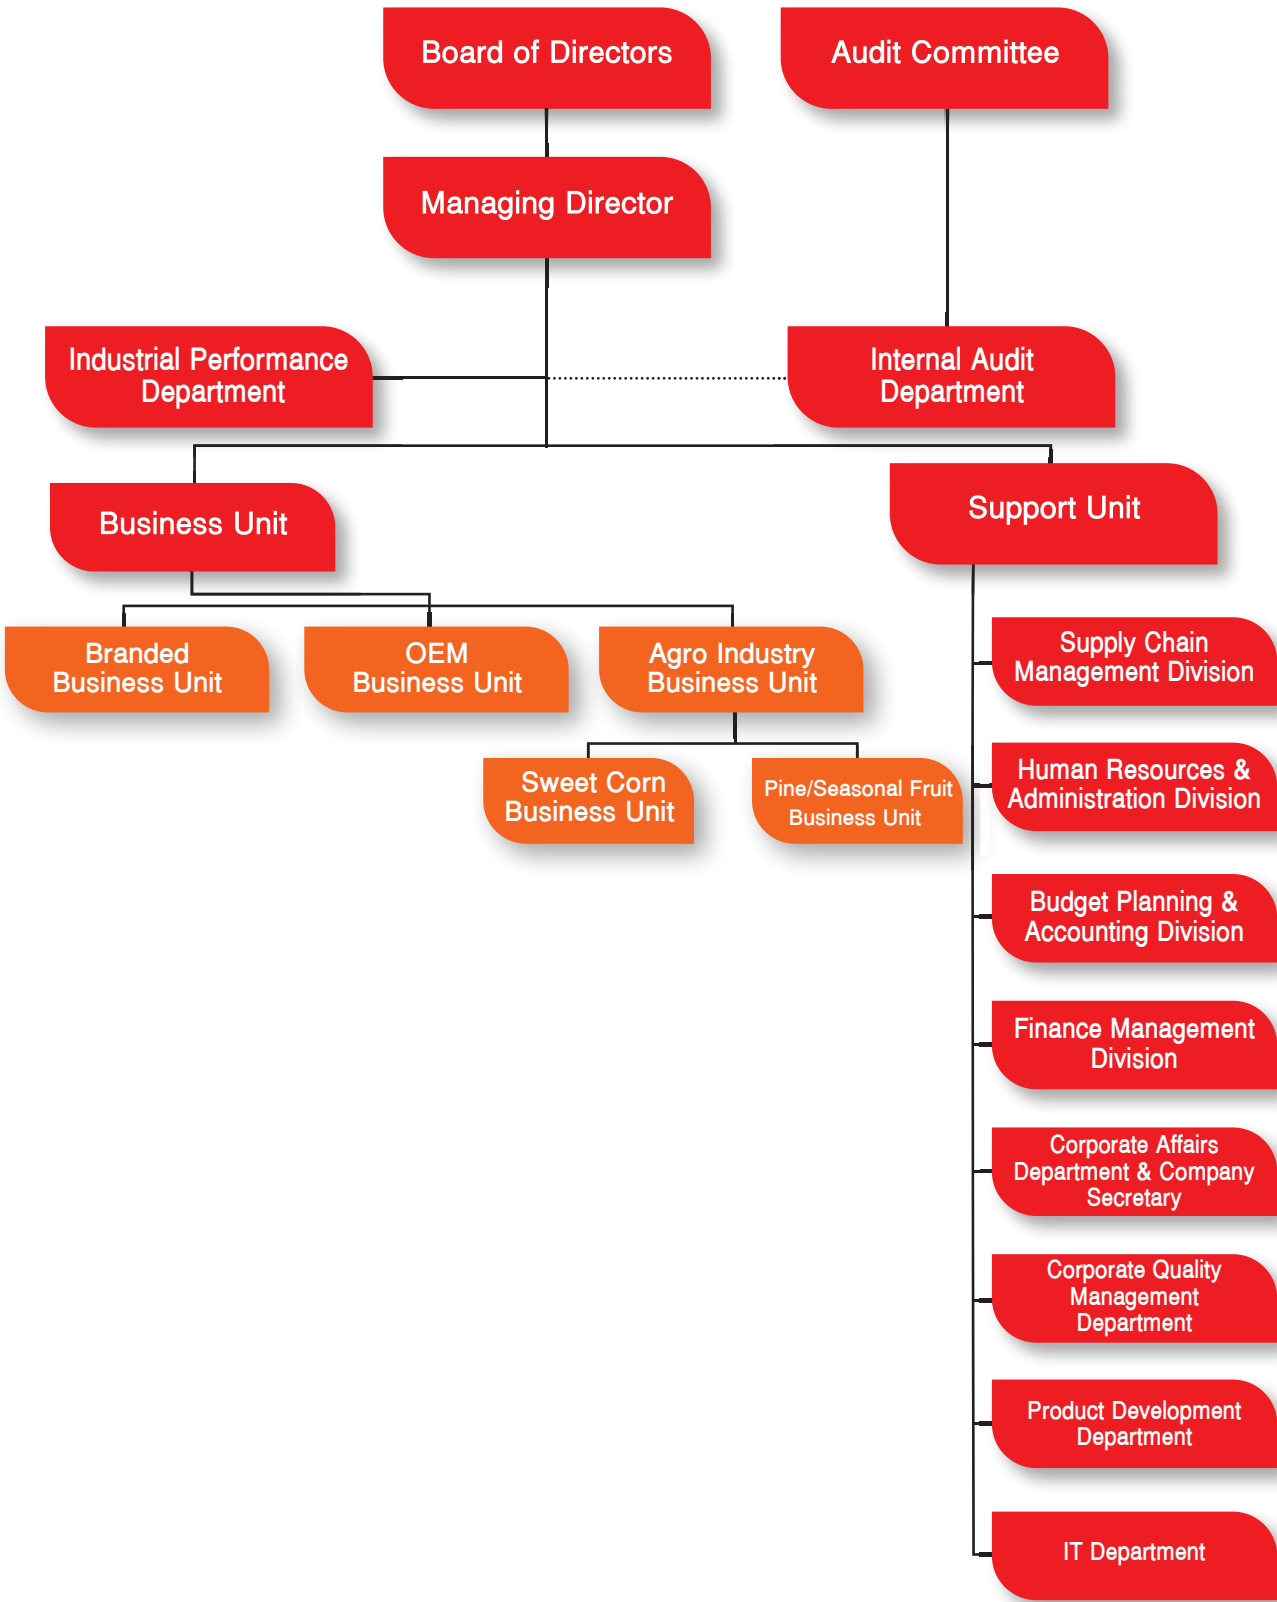 Board of Directors
Audit Committee
Managing Director
Industrial Performance
Department
Internal Audit
Department
Business Unit
Support Unit
Branded
Business Unit
OEM
Business Unit
Agro Industry
Business Unit
Sweet Corn
Business Unit
Pine/Seasonal Fruit
Business Unit
Supply Chain
Management Division
Human Resources &
Administration Division
Budget Planning &
Accounting Division
Finance Management
Division
Corporate Affairs
Department & Company
Secretary
Corporate Quality
Management
Department
Product Development
Department
IT Department